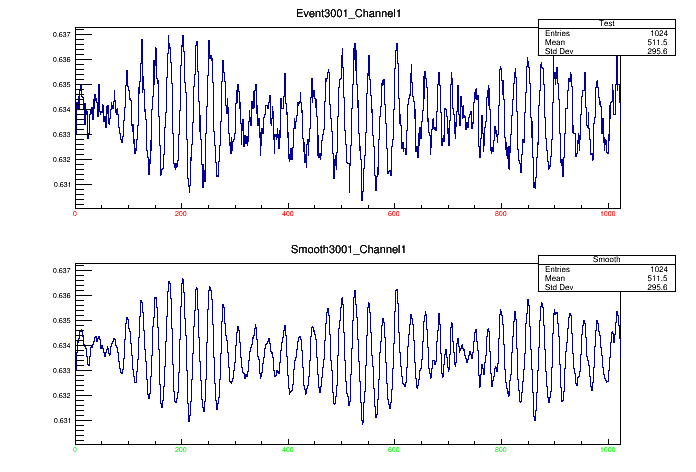 Event3001_Channel1
Test
Entries 1024
Mean 511.5
Std Dev 295.6
0.637
0.636
0.635
0.634
0.633
0.632
0.631
0 200 400 600 800 1000
Smooth3001_Channel1
Smooth
Entries 1024
Mean 511.5
Std Dev 295.6
0.637
0.636
0.635
0.634
0.633
0.632
0.631
0 200 400 600 800 1000